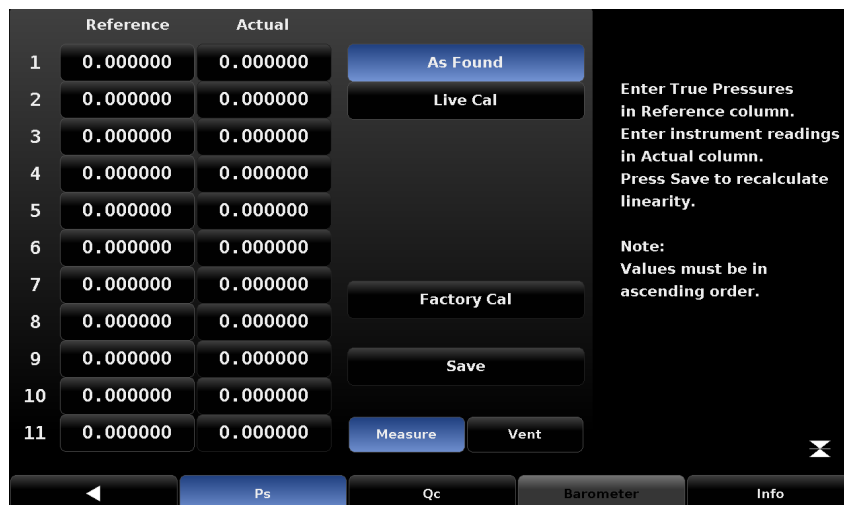 Reference Actual
1 0.000000 0.000000
2 0.000000 0.000000
3 0.000000 0.000000
4 0.000000 0.000000
5 0.000000 0.000000
6 0.000000 0.000000
7 0.000000 0.000000
8 0.000000 0.000000
9 0.000000 0.000000
10 0.000000 0.000000
11 0.000000 0.000000
As Found
Live Cal
Factory Cal
Save
Measure Vent
Enter True Pressures
in Reference column.
Enter instrument readings
in Actual column.
Press Save to recalculate
linearity.
Note:
Values must be in
ascending order.
Ps Qc Barometer Info